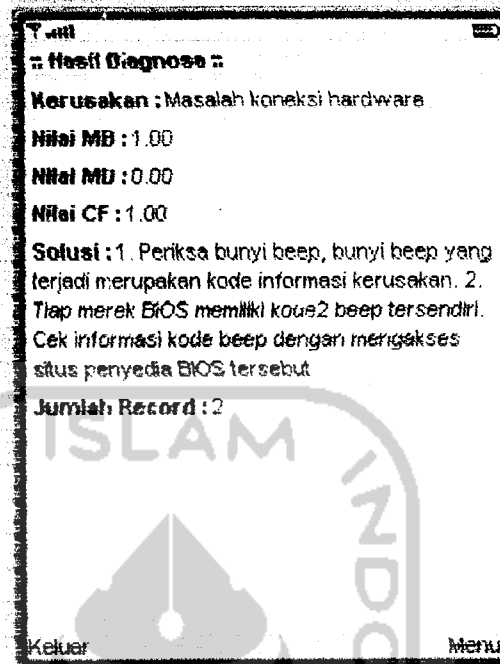 :: Hasil Diagnosa ::
Kerusakan : Masalah koneksi hardware
Nilai MB : 1.00
Nilai MD : 0.00
Nilai CF : 1.00
Solusi : 1. Periksa bunyi beep, bunyi beep yang
terjadi merupakan kode informasi kerusakan. 2.
Tiap merek BIOS memiliki kode2 beep tersendiri.
Cek informasi kode beep dengan mengakses
situs penyedia BIOS tersebut
Jumlah Record : 2
ISLAM
INDO
Keluar Menu